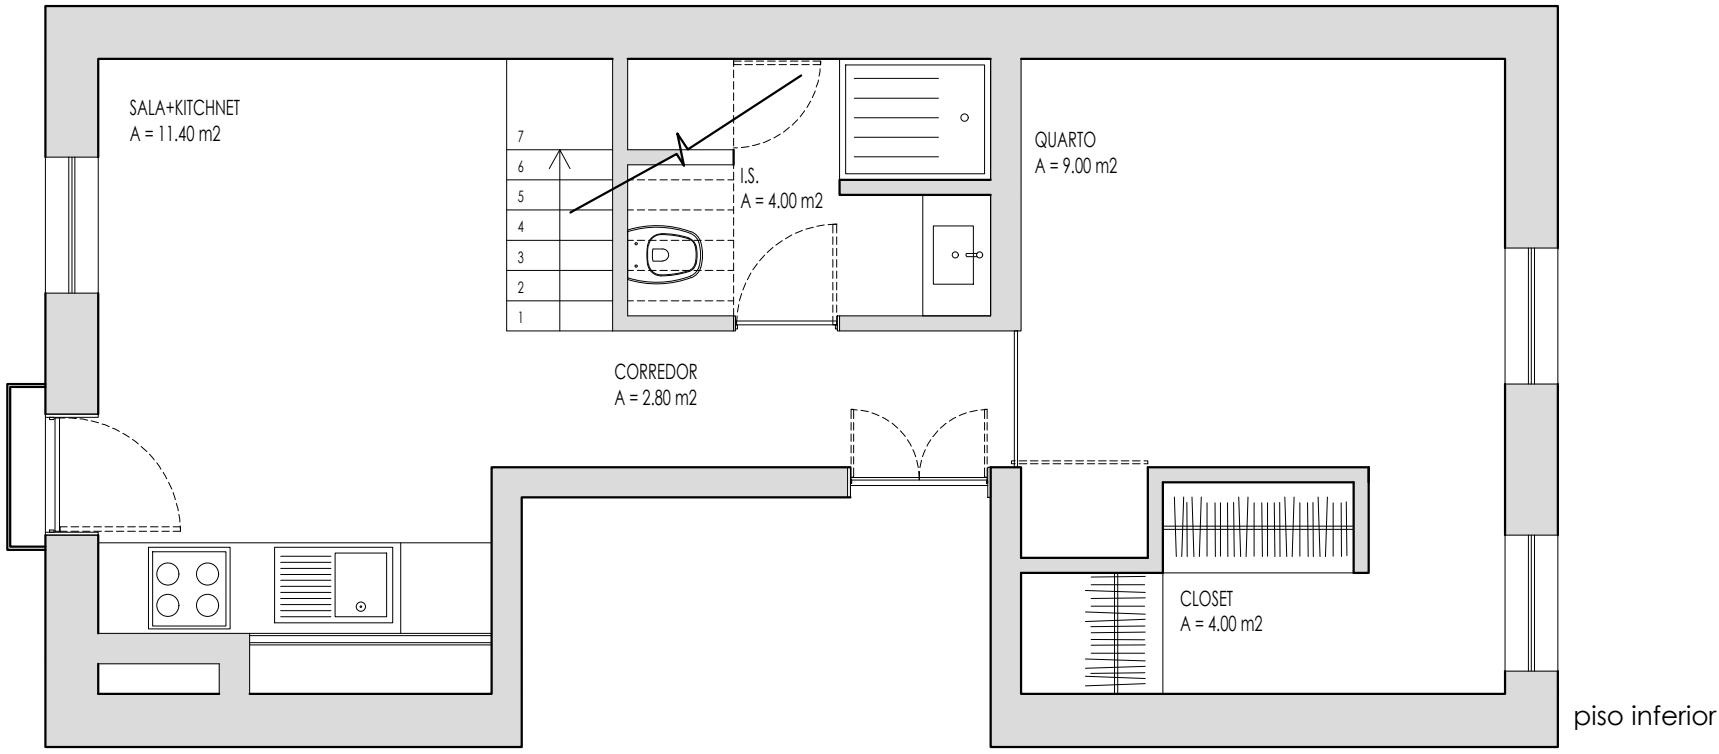 SALA+KITCHNET
A = 11.40 m2
7
6
5
4
3
2
1
I.S.
A = 4.00 m2
QUARTO
A = 9.00 m2
CORREDOR
A = 2.80 m2
CLOSET
A = 4.00 m2
piso inferior